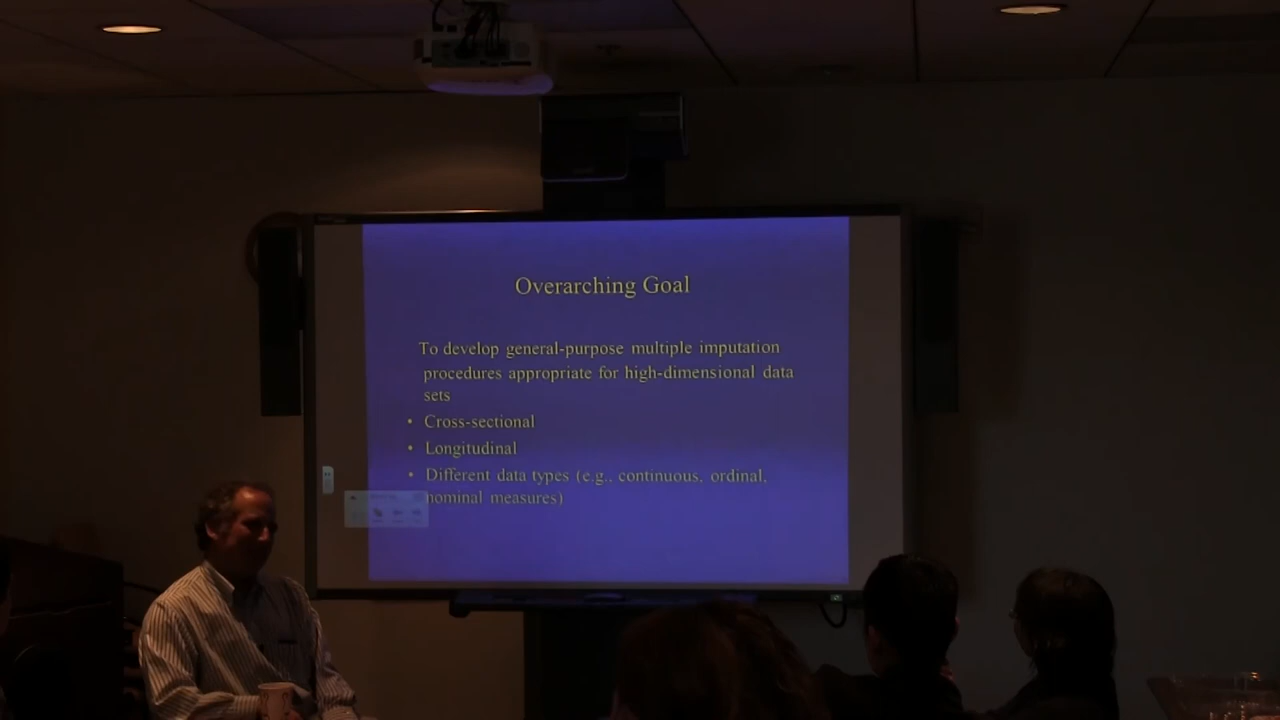 Overarching Goal
To develop general-purpose multiple imputation
procedures appropriate for high-dimensional data
sets
• Cross-sectional
• Longitudinal
• Different data types (e.g., continuous, ordinal,
nominal measures)